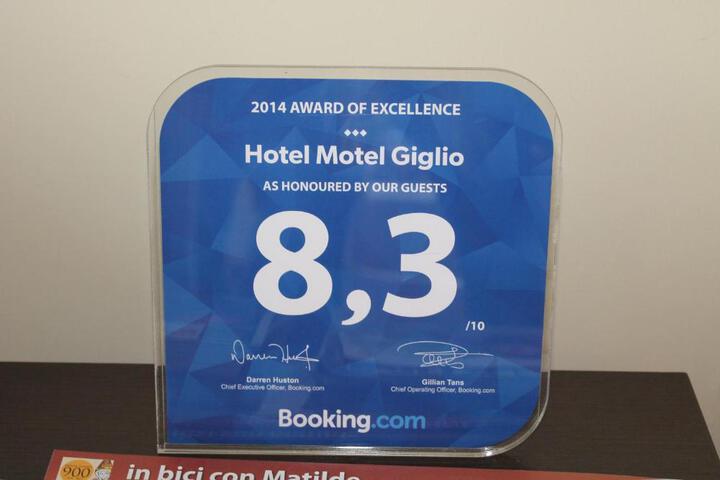 2014 AWARD OF EXCELLENCE
Hotel Motel Giglio
AS HONOURED BY OUR GUESTS
8,3
/10
Darren Huston
Chief Executive Officer, Booking.com
Gillian Tans
Chief Operating Officer, Booking.com
Booking.com
900
in bici con Matilde